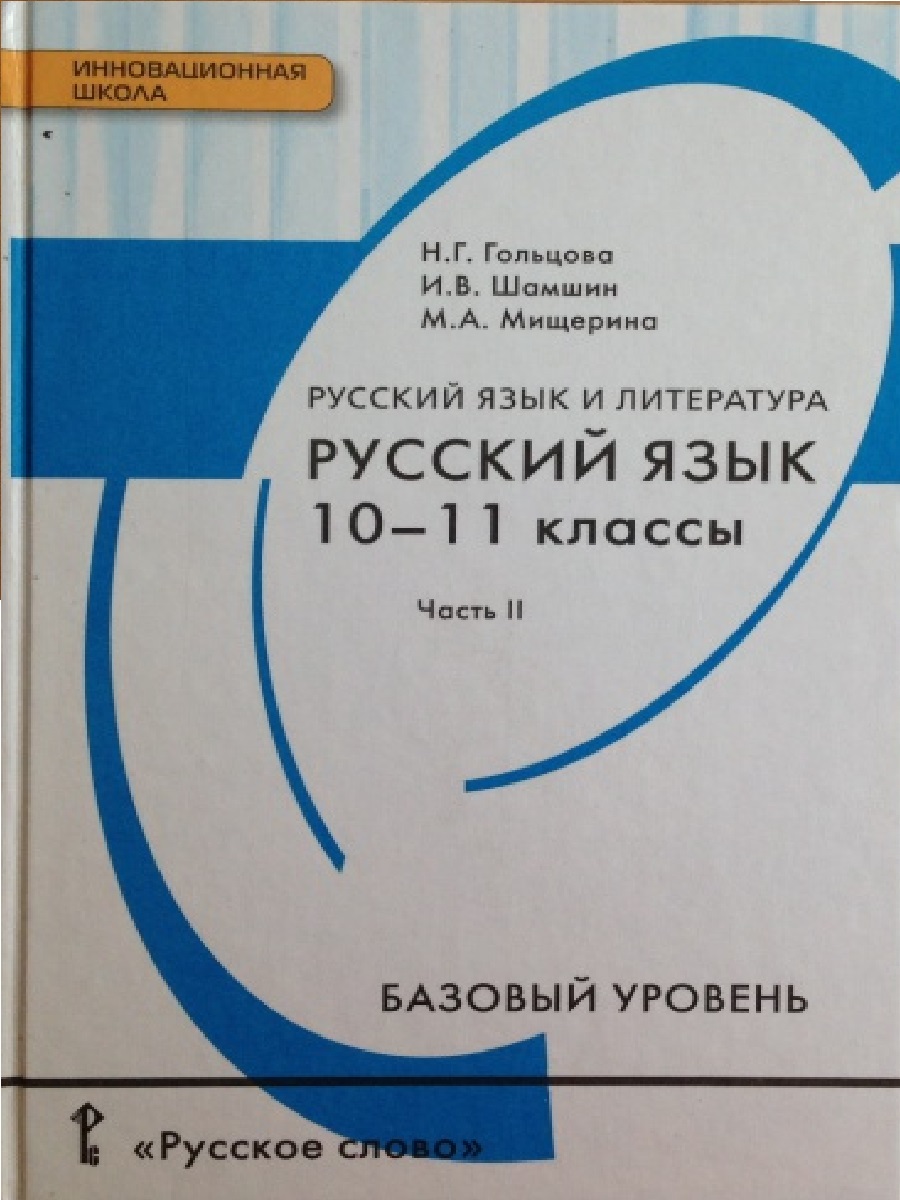 ИННОВАЦИОННАЯ
ШКОЛА
Н.Г. Гольцова
И.В. Шамшин
М.А. Мищерина
РУССКИЙ ЯЗЫК И ЛИТЕРАТУРА
РУССКИЙ ЯЗЫК
10–11 классы
Часть II
БАЗОВЫЙ УРОВЕНЬ
РС
«Русское слово»